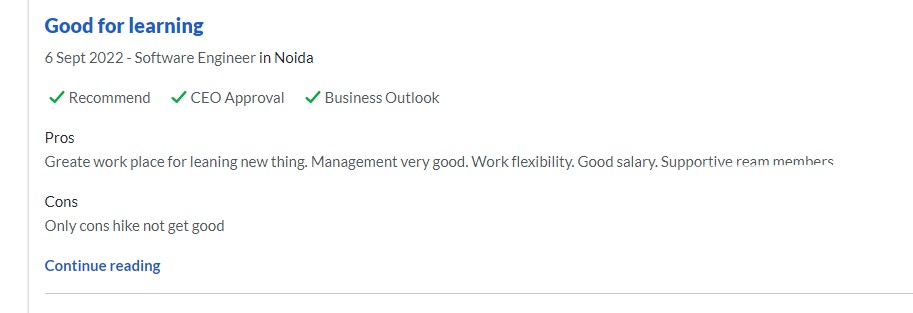 Good for learning
6 Sept 2022 - Software Engineer in Noida
Recommend CEO Approval Business Outlook
Pros
Greate work place for leaning new thing. Management very good. Work flexibility. Good salary. Supportive ream members
Cons
Only cons hike not get good
Continue reading